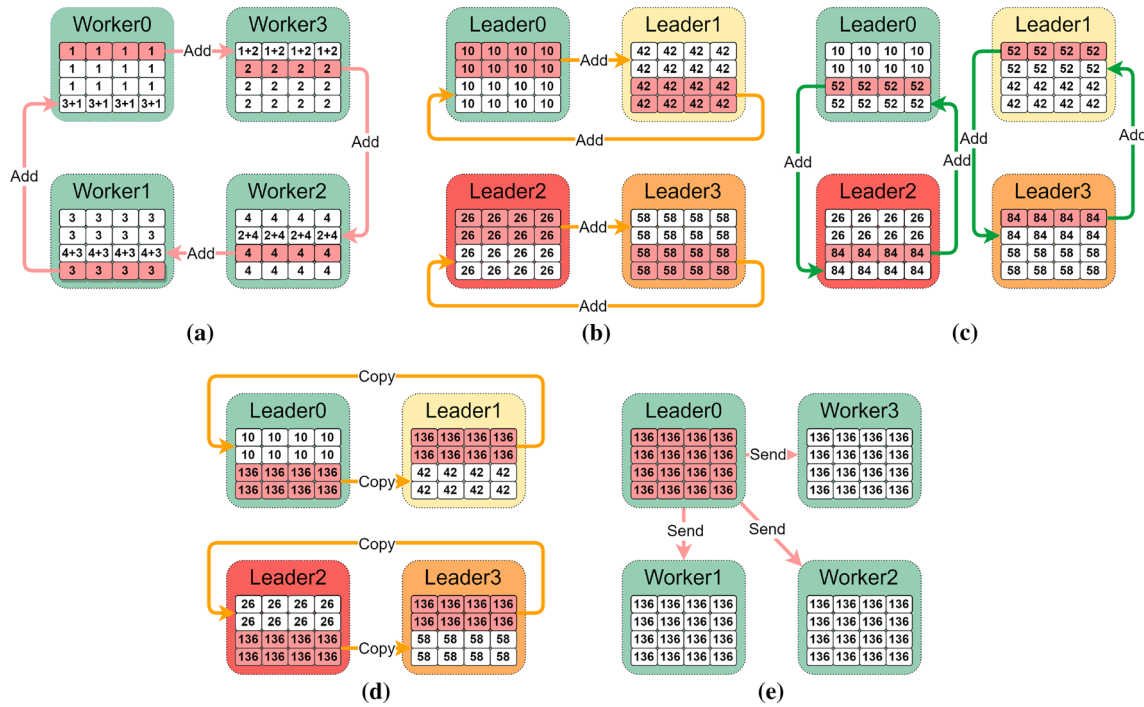 Worker0
1 1 1 1
1 1 1 1
1 1 1 1
3+1 3+1 3+1 3+1
Add
Worker3
1+2 1+2 1+2 1+2
2 2 2 2
2 2 2 2
2 2 2 2
Add
Add
Worker1
3 3 3 3
3 3 3 3
4+3 4+3 4+3 4+3
3 3 3 3
Add
Worker2
4 4 4 4
2+4 2+4 2+4 2+4
4 4 4 4
4 4 4 4
(a)
Leader0
10 10 10 10
10 10 10 10
10 10 10 10
10 10 10 10
Add
Leader1
42 42 42 42
42 42 42 42
42 42 42 42
42 42 42 42
Add
Leader2
26 26 26 26
26 26 26 26
26 26 26 26
26 26 26 26
Add
Leader3
58 58 58 58
58 58 58 58
58 58 58 58
58 58 58 58
Add
(b)
Leader0
10 10 10 10
10 10 10 10
52 52 52 52
52 52 52 52
Leader1
52 52 52 52
52 52 52 52
42 42 42 42
42 42 42 42
Add
Add
Add
Add
Leader2
26 26 26 26
26 26 26 26
84 84 84 84
84 84 84 84
Leader3
84 84 84 84
84 84 84 84
58 58 58 58
58 58 58 58
(c)
Copy
Leader0
10 10 10 10
10 10 10 10
136 136 136 136
136 136 136 136
Copy
Leader1
136 136 136 136
136 136 136 136
42 42 42 42
42 42 42 42
Copy
Leader2
26 26 26 26
26 26 26 26
136 136 136 136
136 136 136 136
Copy
Leader3
136 136 136 136
136 136 136 136
58 58 58 58
58 58 58 58
(d)
Leader0
136 136 136 136
136 136 136 136
136 136 136 136
136 136 136 136
Send
Worker3
136 136 136 136
136 136 136 136
136 136 136 136
136 136 136 136
Send
Send
Worker1
136 136 136 136
136 136 136 136
136 136 136 136
136 136 136 136
Worker2
136 136 136 136
136 136 136 136
136 136 136 136
136 136 136 136
(e)